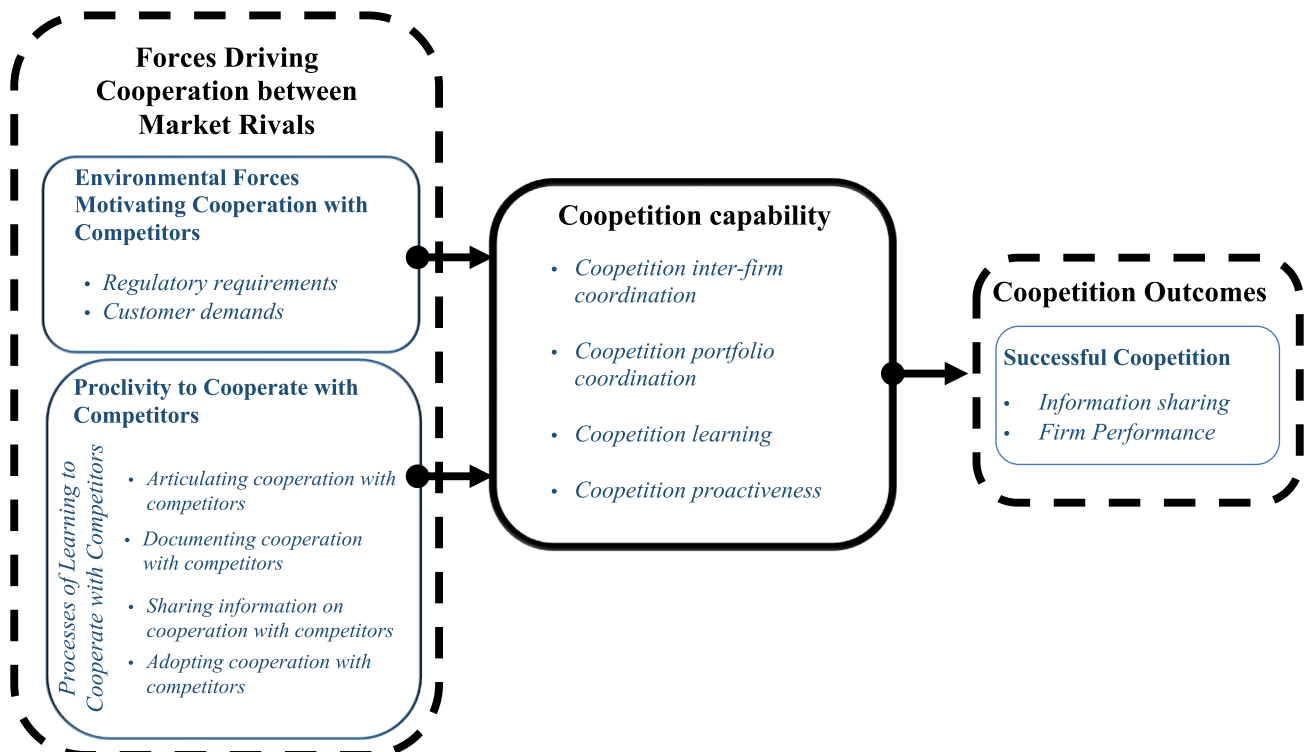 Forces Driving
Cooperation between
Market Rivals
Environmental Forces
Motivating Cooperation with
Competitors
• Regulatory requirements
• Customer demands
Proclivity to Cooperate with
Competitors
Processes of Learning to
Cooperate with Competitors
• Articulating cooperation with
competitors
• Documenting cooperation
with competitors
• Sharing information on
cooperation with competitors
• Adopting cooperation with
competitors
Coopetition capability
• Coopetition inter-firm
coordination
• Coopetition portfolio
coordination
• Coopetition learning
• Coopetition proactiveness
Coopetition Outcomes
Successful Coopetition
• Information sharing
• Firm Performance